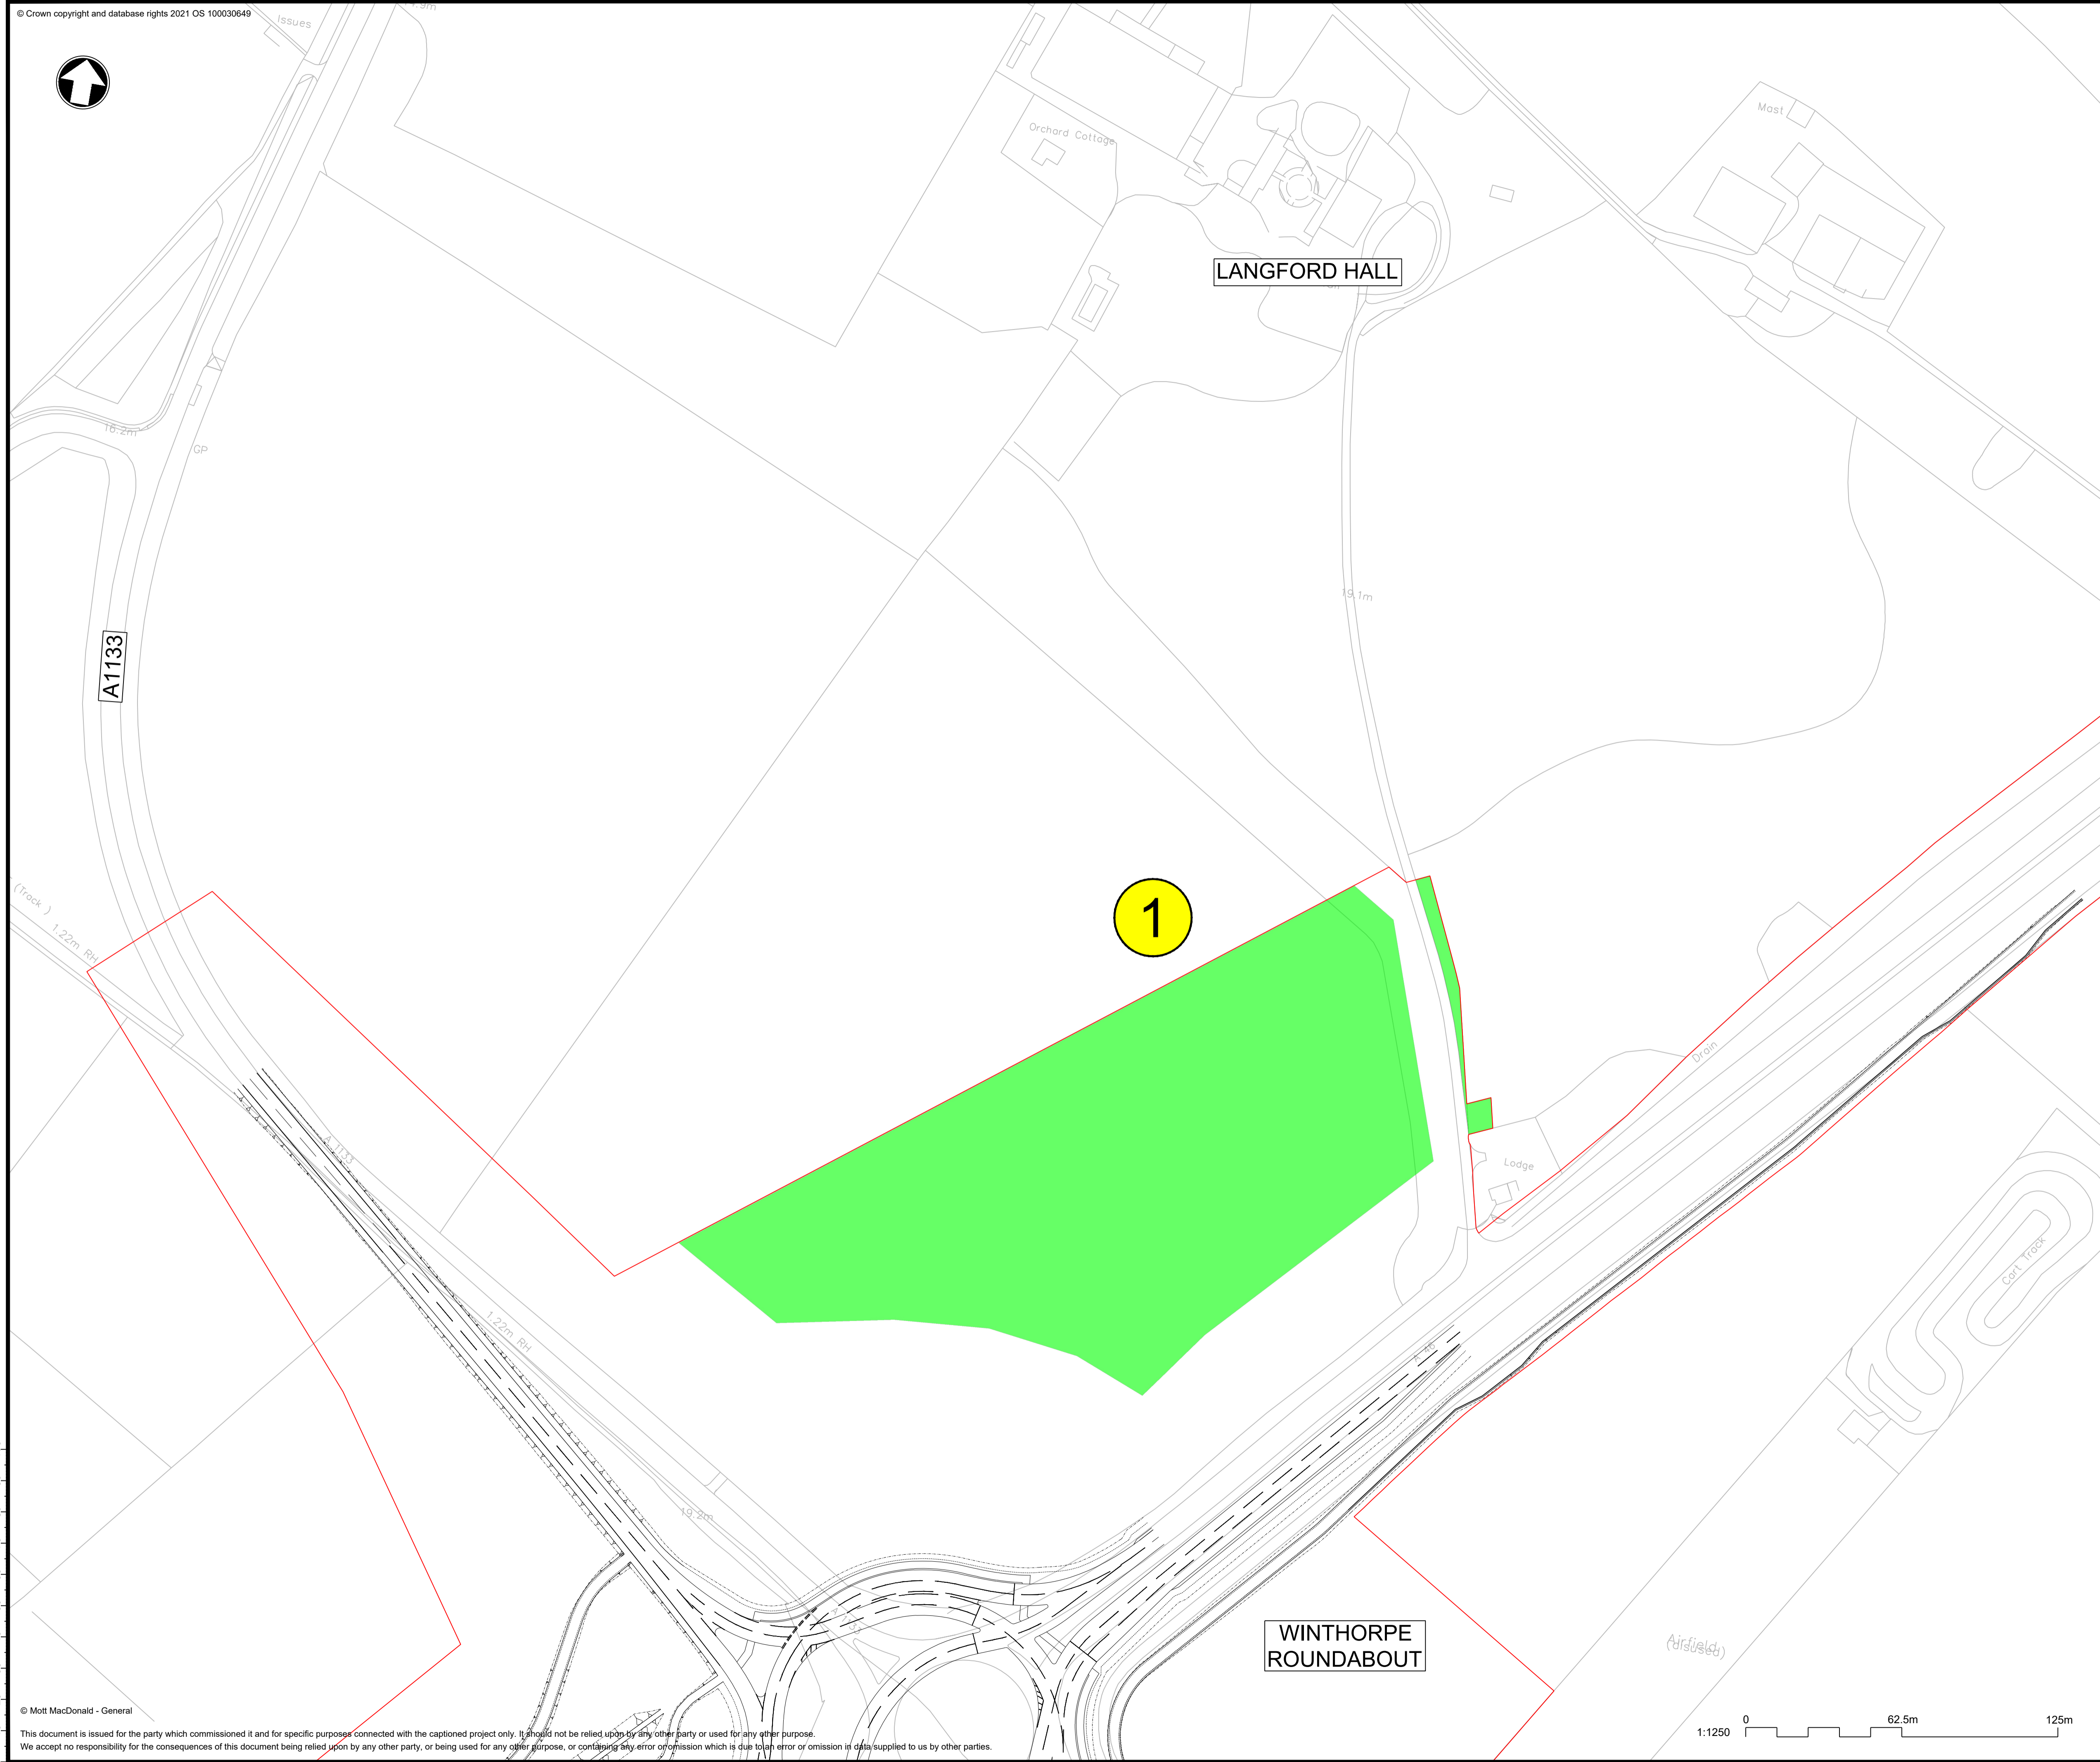 © Crown copyright and database rights 2021 OS 100030649
Issues
Mast
Orchard Cottage
LANGFORD HALL
16.2m
GP
19.1m
A1133
(Track )
1.22m RH
1
Drain
A 1133
Lodge
Cart Track
1.22m RH
A 46
19.2m
WINTHORPE
ROUNDABOUT
Airfield
(disused)
© Mott MacDonald - General
This document is issued for the party which commissioned it and for specific purposes connected with the captioned project only. It should not be relied upon by any other party or used for any other purpose.
We accept no responsibility for the consequences of this document being relied upon by any other party, or being used for any other purpose, or containing any error or omission which is due to an error or omission in data supplied to us by other parties.
1:1250
0
62.5m
125m